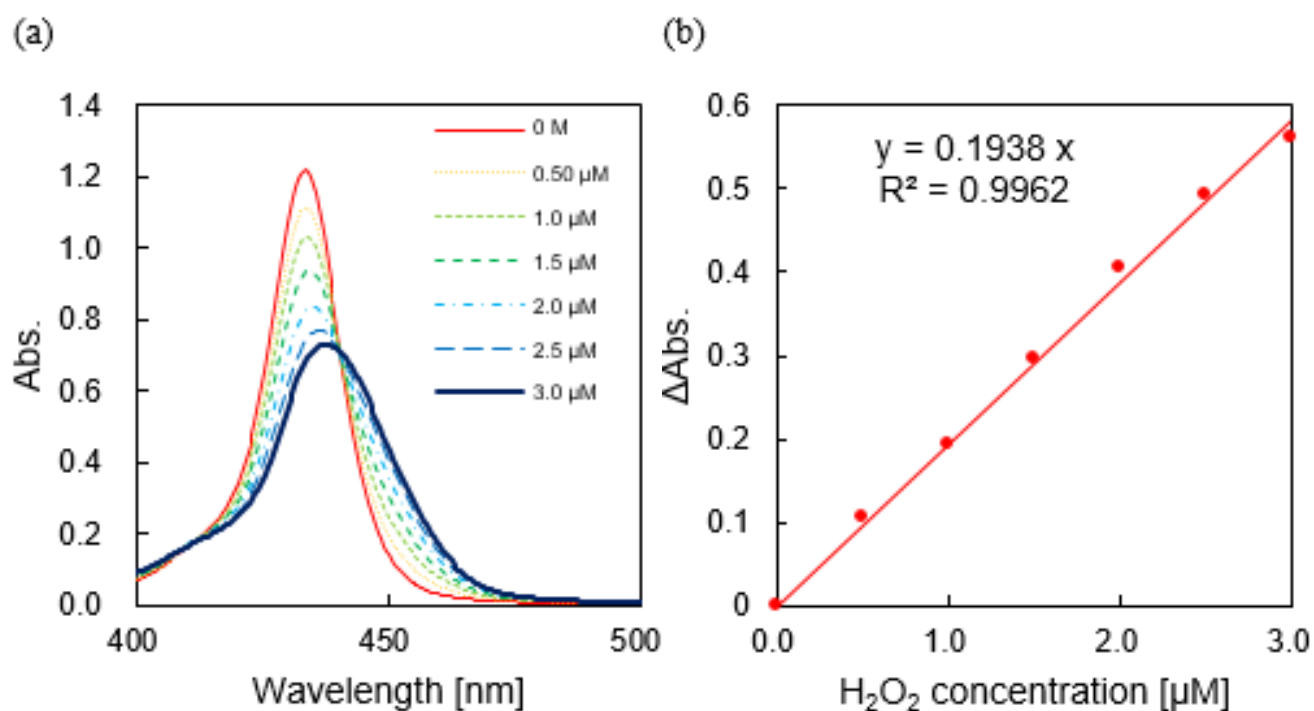 (a)
(b)
1.4
1.2
1.0
0.8
0.6
0.4
0.2
0.0
Abs.
0 M
0.50 μM
1.0 μM
1.5 μM
2.0 μM
2.5 μM
3.0 μM
400
450
500
Wavelength [nm]
0.6
0.5
0.4
0.3
0.2
0.1
0
ΔAbs.
y = 0.1938 x
R² = 0.9962
0.0
1.0
2.0
3.0
H₂O₂ concentration [μM]